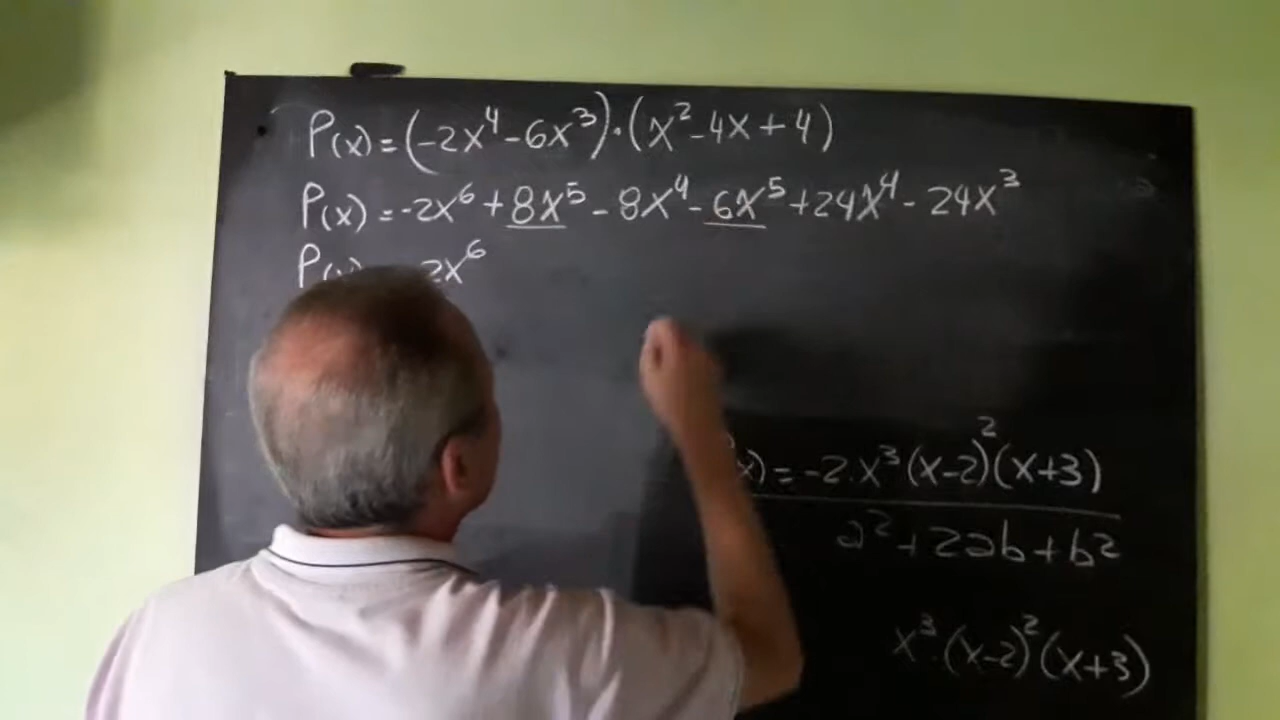 P(x)=(-2x⁴-6x³)·(x²-4x+4)
P(x)=-2x⁶+8x⁵-8x⁴-6x⁵+24x⁴-24x³
P(x) 2x⁶
x)=-2.x³(x-2)²(x+3)
a²+2ab+b²
x³.(x-2)²(x+3)